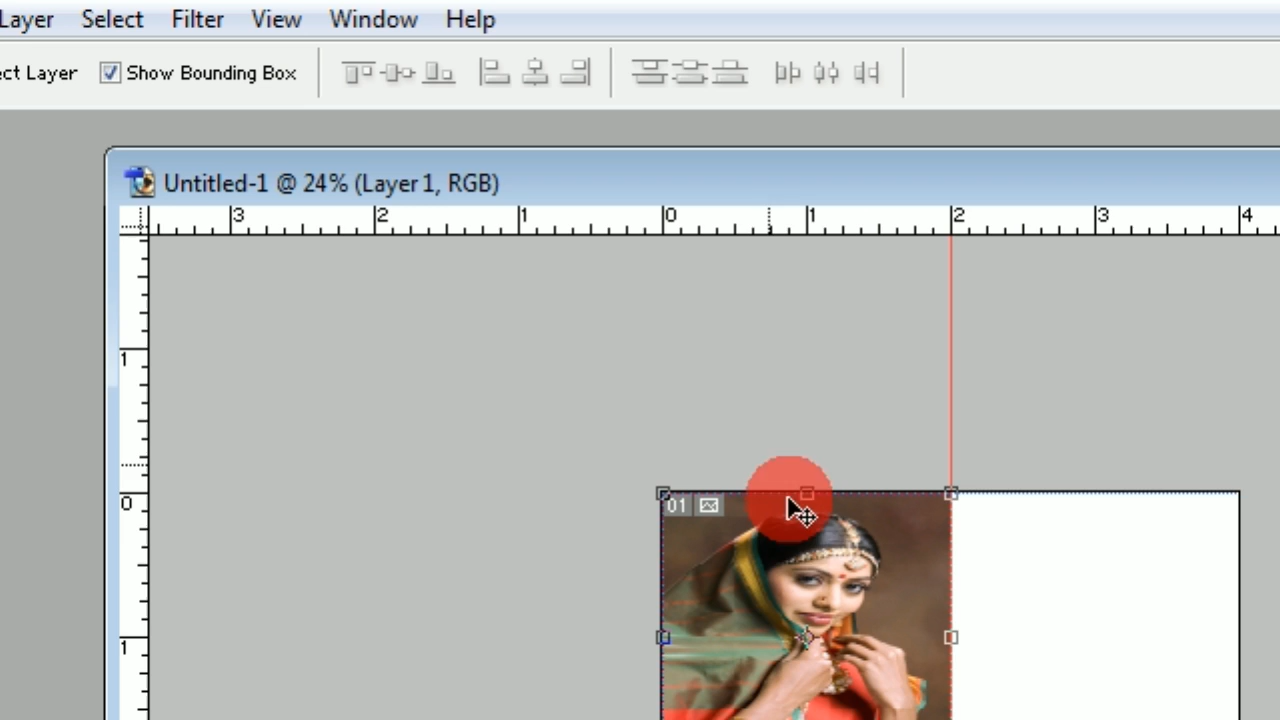 Layer Select Filter View Window Help
ct Layer Show Bounding Box
Untitled-1 @ 24% (Layer 1, RGB)
3 2 1 0 1 2 3 4
1
0
01
1